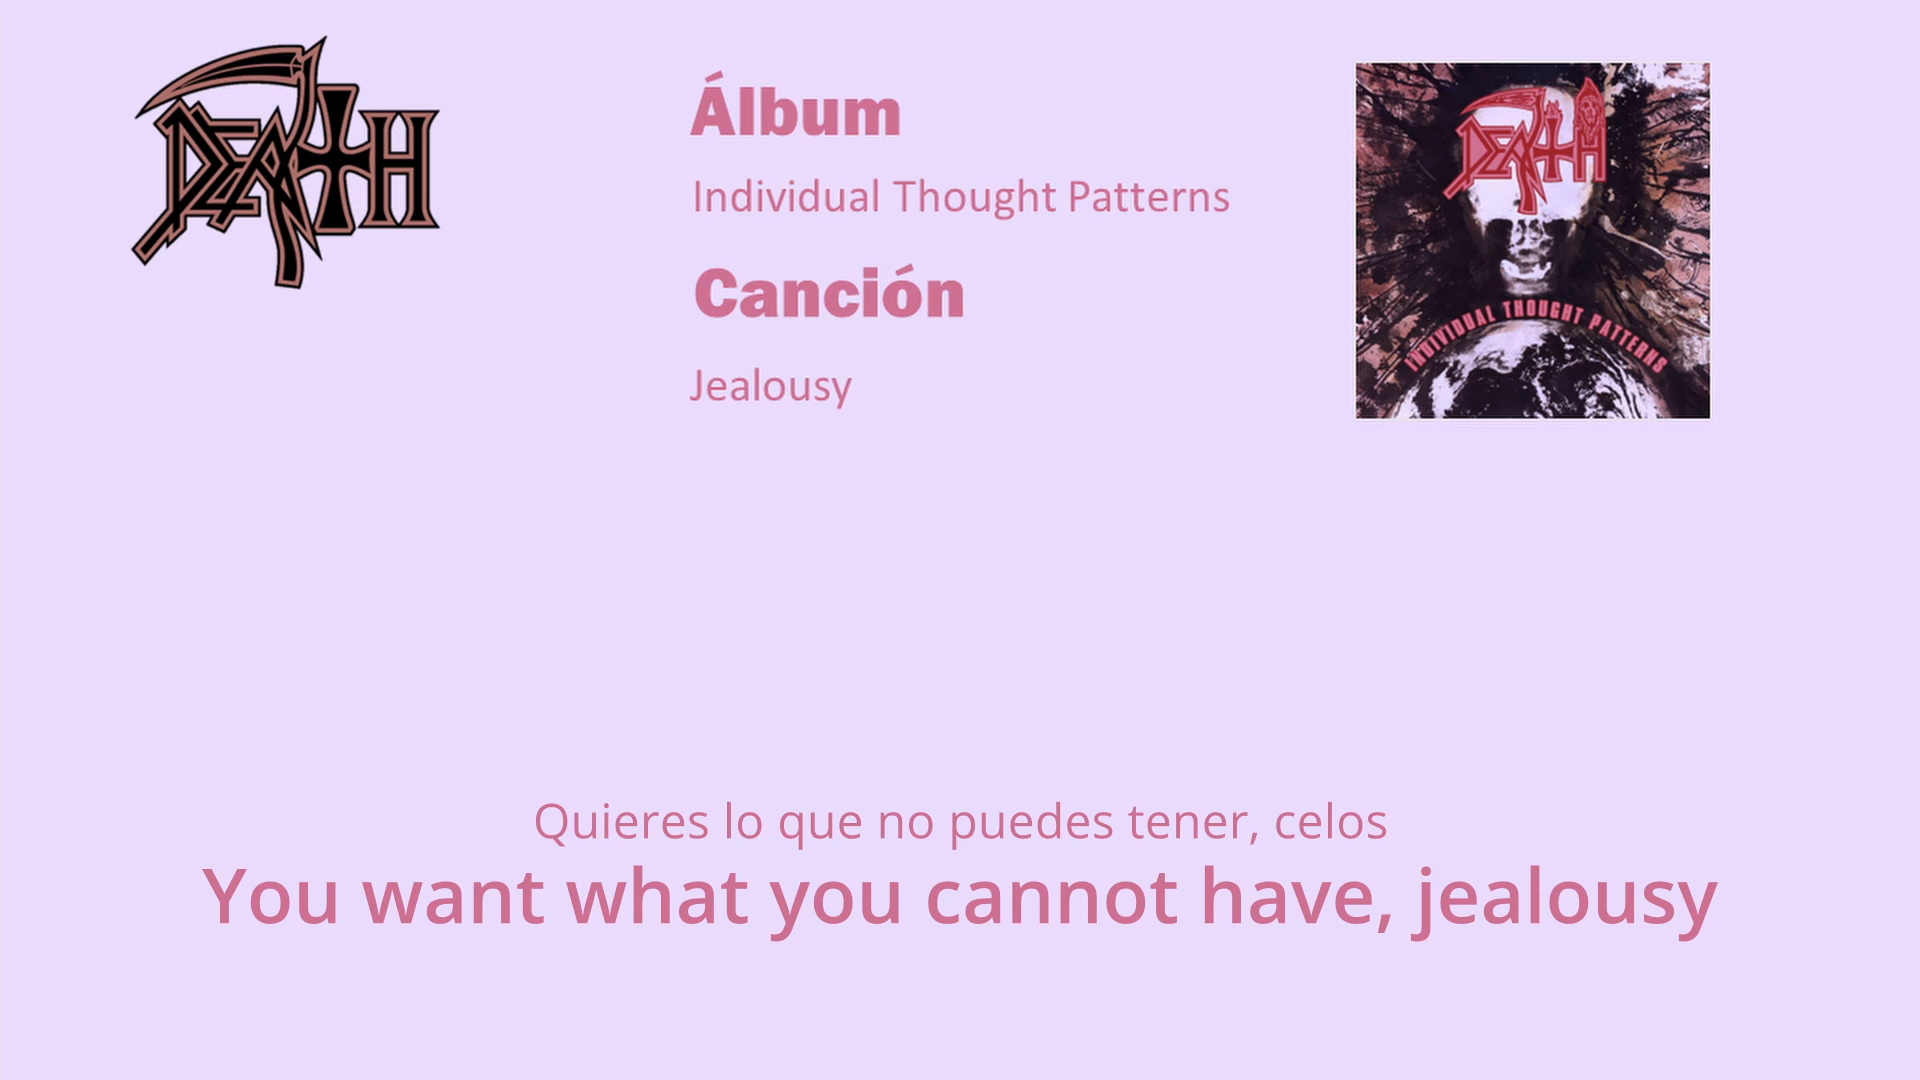 DEATH
Álbum
Individual Thought Patterns
Canción
Jealousy
DEATH
INDIVIDUAL THOUGHT PATTERNS
Quieres lo que no puedes tener, celos
You want what you cannot have, jealousy